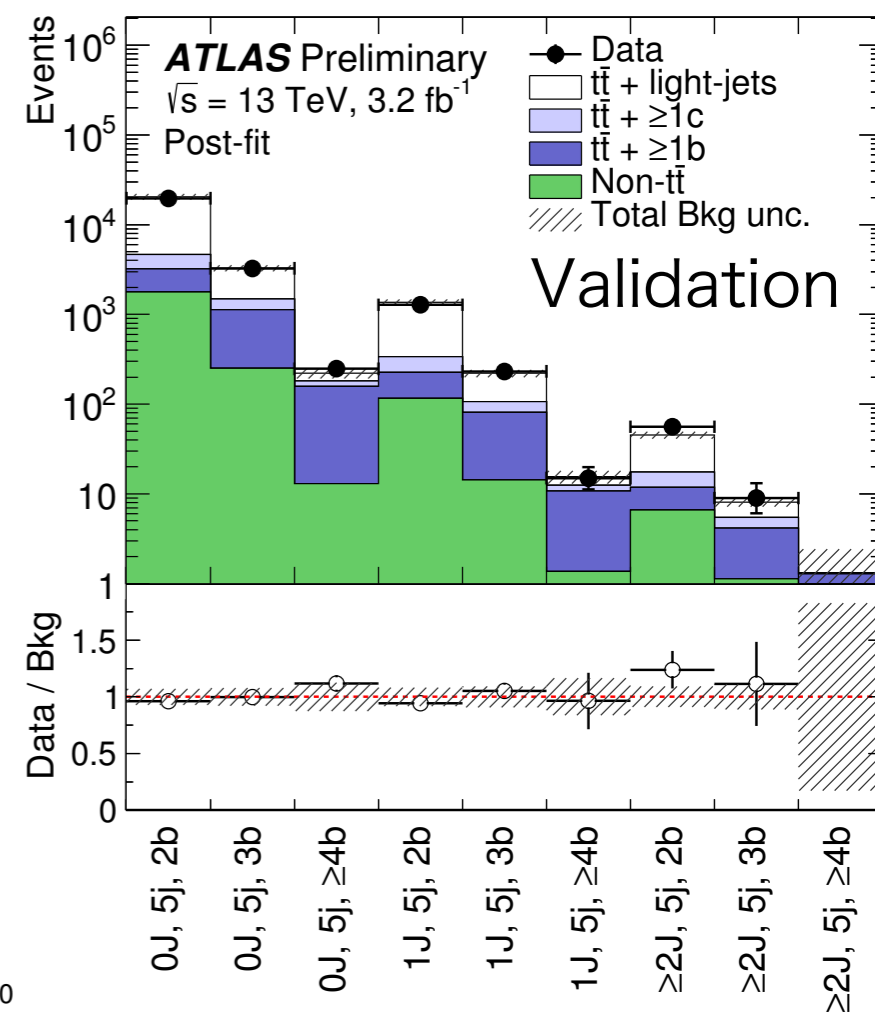 Events
10⁶
10⁵
10⁴
10³
10²
10
1
ATLAS Preliminary
√s = 13 TeV, 3.2 fb⁻¹
Post-fit
Data
tt̄ + light-jets
tt̄ + ≥1c
tt̄ + ≥1b
Non-tt̄
Total Bkg unc.
Validation
Data / Bkg
1.5
1
0.5
0
0J, 5j, 2b
0J, 5j, 3b
0J, 5j, ≥4b
1J, 5j, 2b
1J, 5j, 3b
1J, 5j, ≥4b
≥2J, 5j, 2b
≥2J, 5j, 3b
≥2J, 5j, ≥4b
0